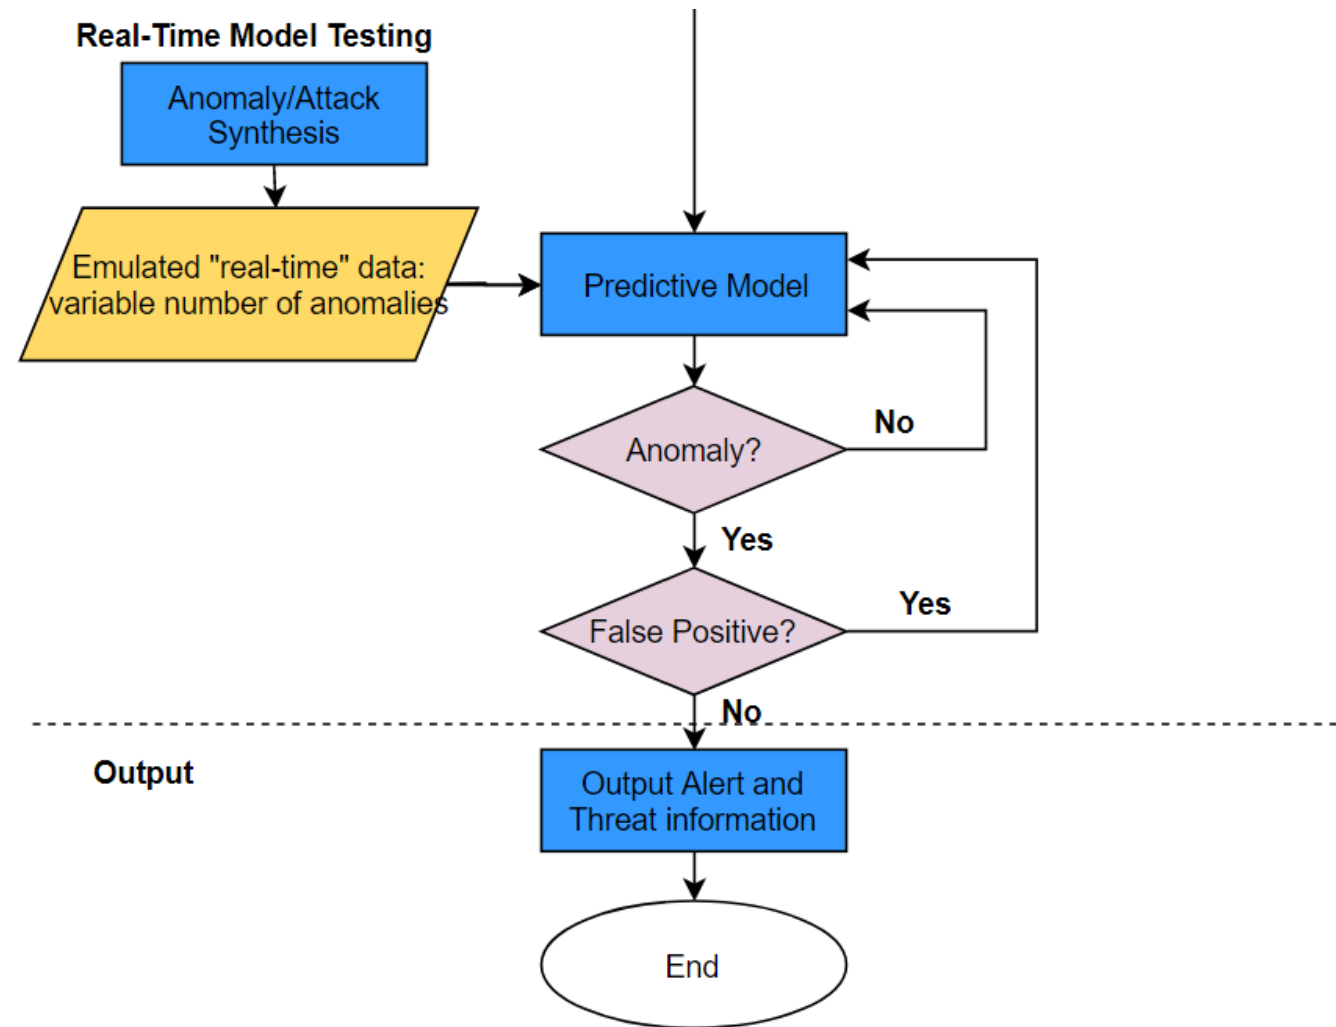 Real-Time Model Testing
Anomaly/Attack
Synthesis
Emulated "real-time" data:
variable number of anomalies
Predictive Model
Anomaly?
No
Yes
False Positive?
Yes
No
Output
Output Alert and
Threat information
End